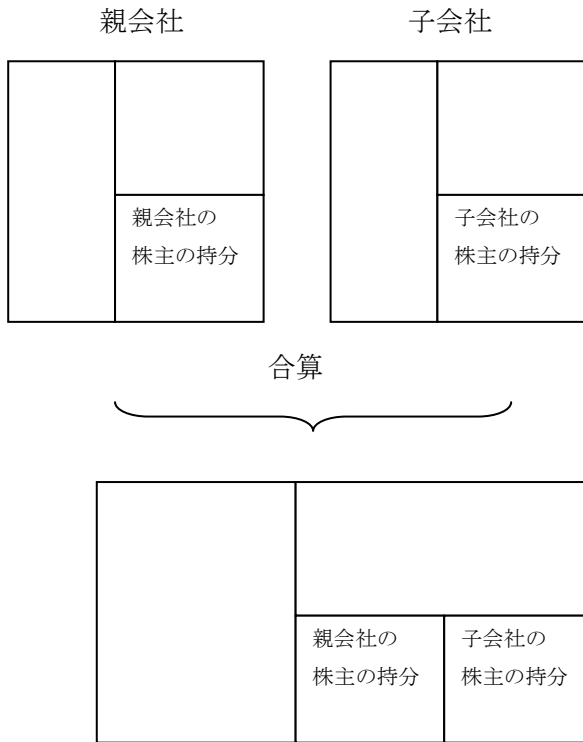 親会社
子会社
親会社の
株主の持分
子会社の
株主の持分
合算
親会社の
株主の持分
子会社の
株主の持分